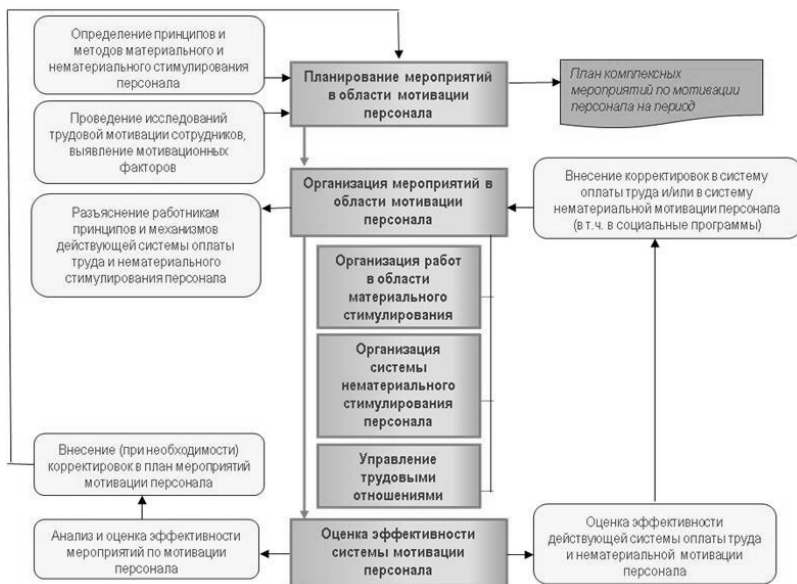 Определение принципов и
методов материального и
нематериального стимулирования
персонала
Планирование мероприятий
в области мотивации
персонала
План комплексных
мероприятий по мотивации
персонала на период
Проведение исследований
трудовой мотивации сотрудников,
выявление мотивационных
факторов
Организация мероприятий в
области мотивации
персонала
Внесение корректировок в систему
оплаты труда и/или в систему
нематериальной мотивации персонала
(в т. ч. в социальные программы)
Разъяснение работникам
принципов и механизмов
действующей системы оплаты
труда и нематериального
стимулирования персонала
Организация работ
в области
материального
стимулирования
Организация
системы
нематериального
стимулирования
персонала
Управление
трудовыми
отношениями
Внесение (при необходимости)
корректировок в план мероприятий
мотивации персонала
Анализ и оценка эффективности
мероприятий по мотивации
персонала
Оценка эффективности
системы мотивации
персонала
Оценка эффективности
действующей системы оплаты труда
и нематериальной мотивации
персонала